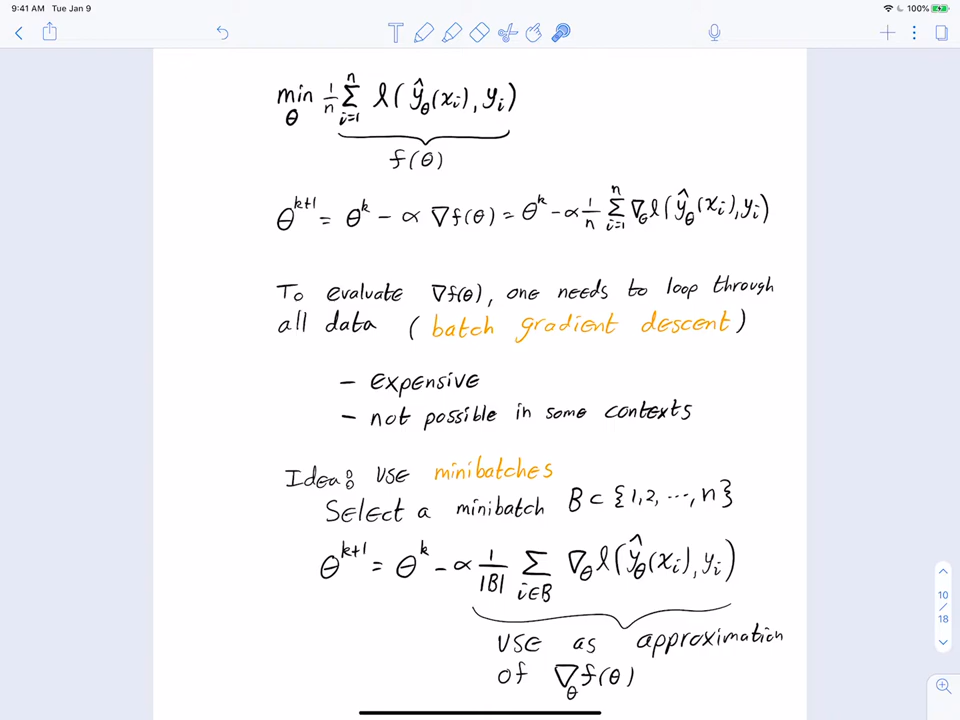 9:41 AM Tue Jan 9
100%
min_θ 1/n Σ_{i=1}^{n} l(ŷ_θ(x_i), y_i)
f(θ)
θ^{k+1} = θ^k - α ∇f(θ) = θ^k - α 1/n Σ_{i=1}^{n} ∇_θ l(ŷ_θ(x_i), y_i)
To evaluate ∇f(θ), one needs to loop through
all data (batch gradient descent)
- expensive
- not possible in some contexts
Idea: USE minibatches
Select a minibatch B ⊂ {1,2, ..., n}
θ^{k+1} = θ^k - α 1/|B| Σ_{i∈B} ∇_θ l(ŷ_θ(x_i), y_i)
USE as approximation
of ∇_θ f(θ)
10
/
18